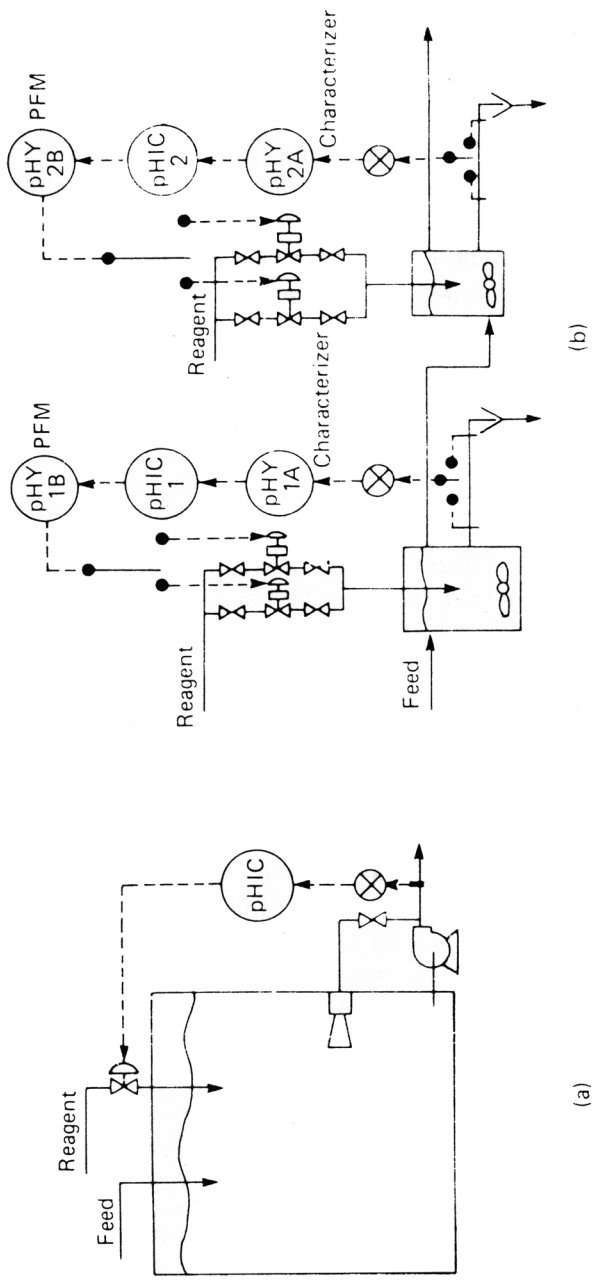 Feed
Reagent
pHIC
(a)
Feed
Reagent
pHY
1B
PFM
pHIC
1
pHY
1A
Characterizer
Reagent
pHY
2B
PFM
pHIC
2
pHY
2A
Characterizer
(b)